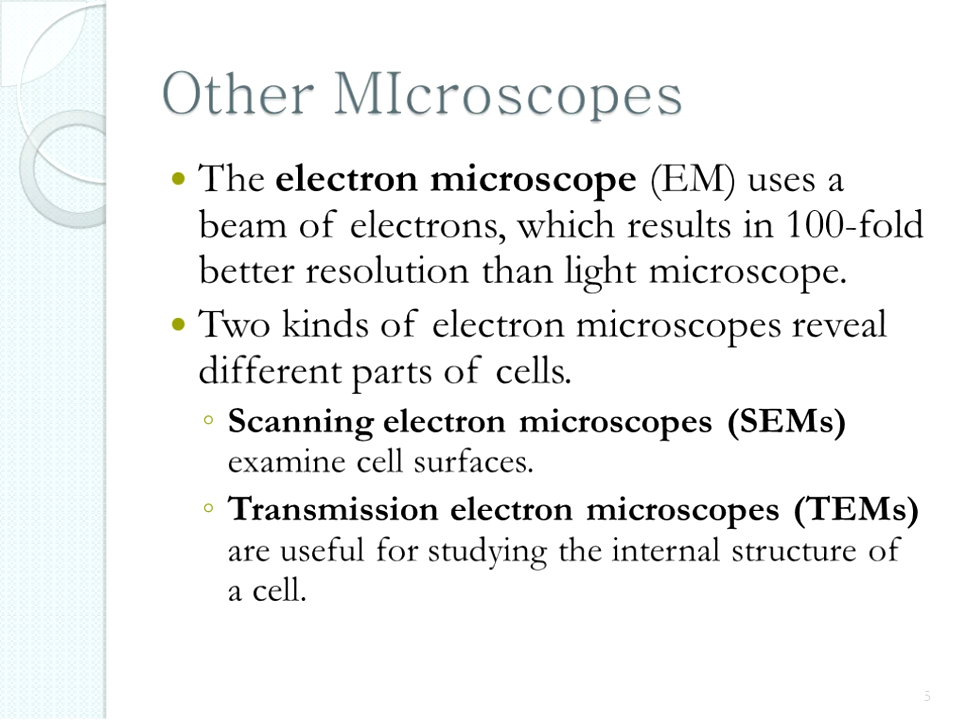 Other MIcroscopes
• The electron microscope (EM) uses a
beam of electrons, which results in 100-fold
better resolution than light microscope.
• Two kinds of electron microscopes reveal
different parts of cells.
◦ Scanning electron microscopes (SEMs)
examine cell surfaces.
◦ Transmission electron microscopes (TEMs)
are useful for studying the internal structure of
a cell.